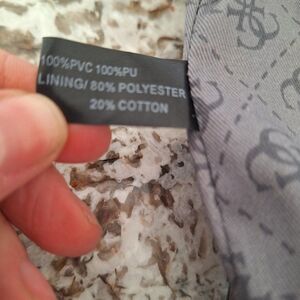 100%PVC 100%PU
LINING/ 80% POLYESTER
20% COTTON